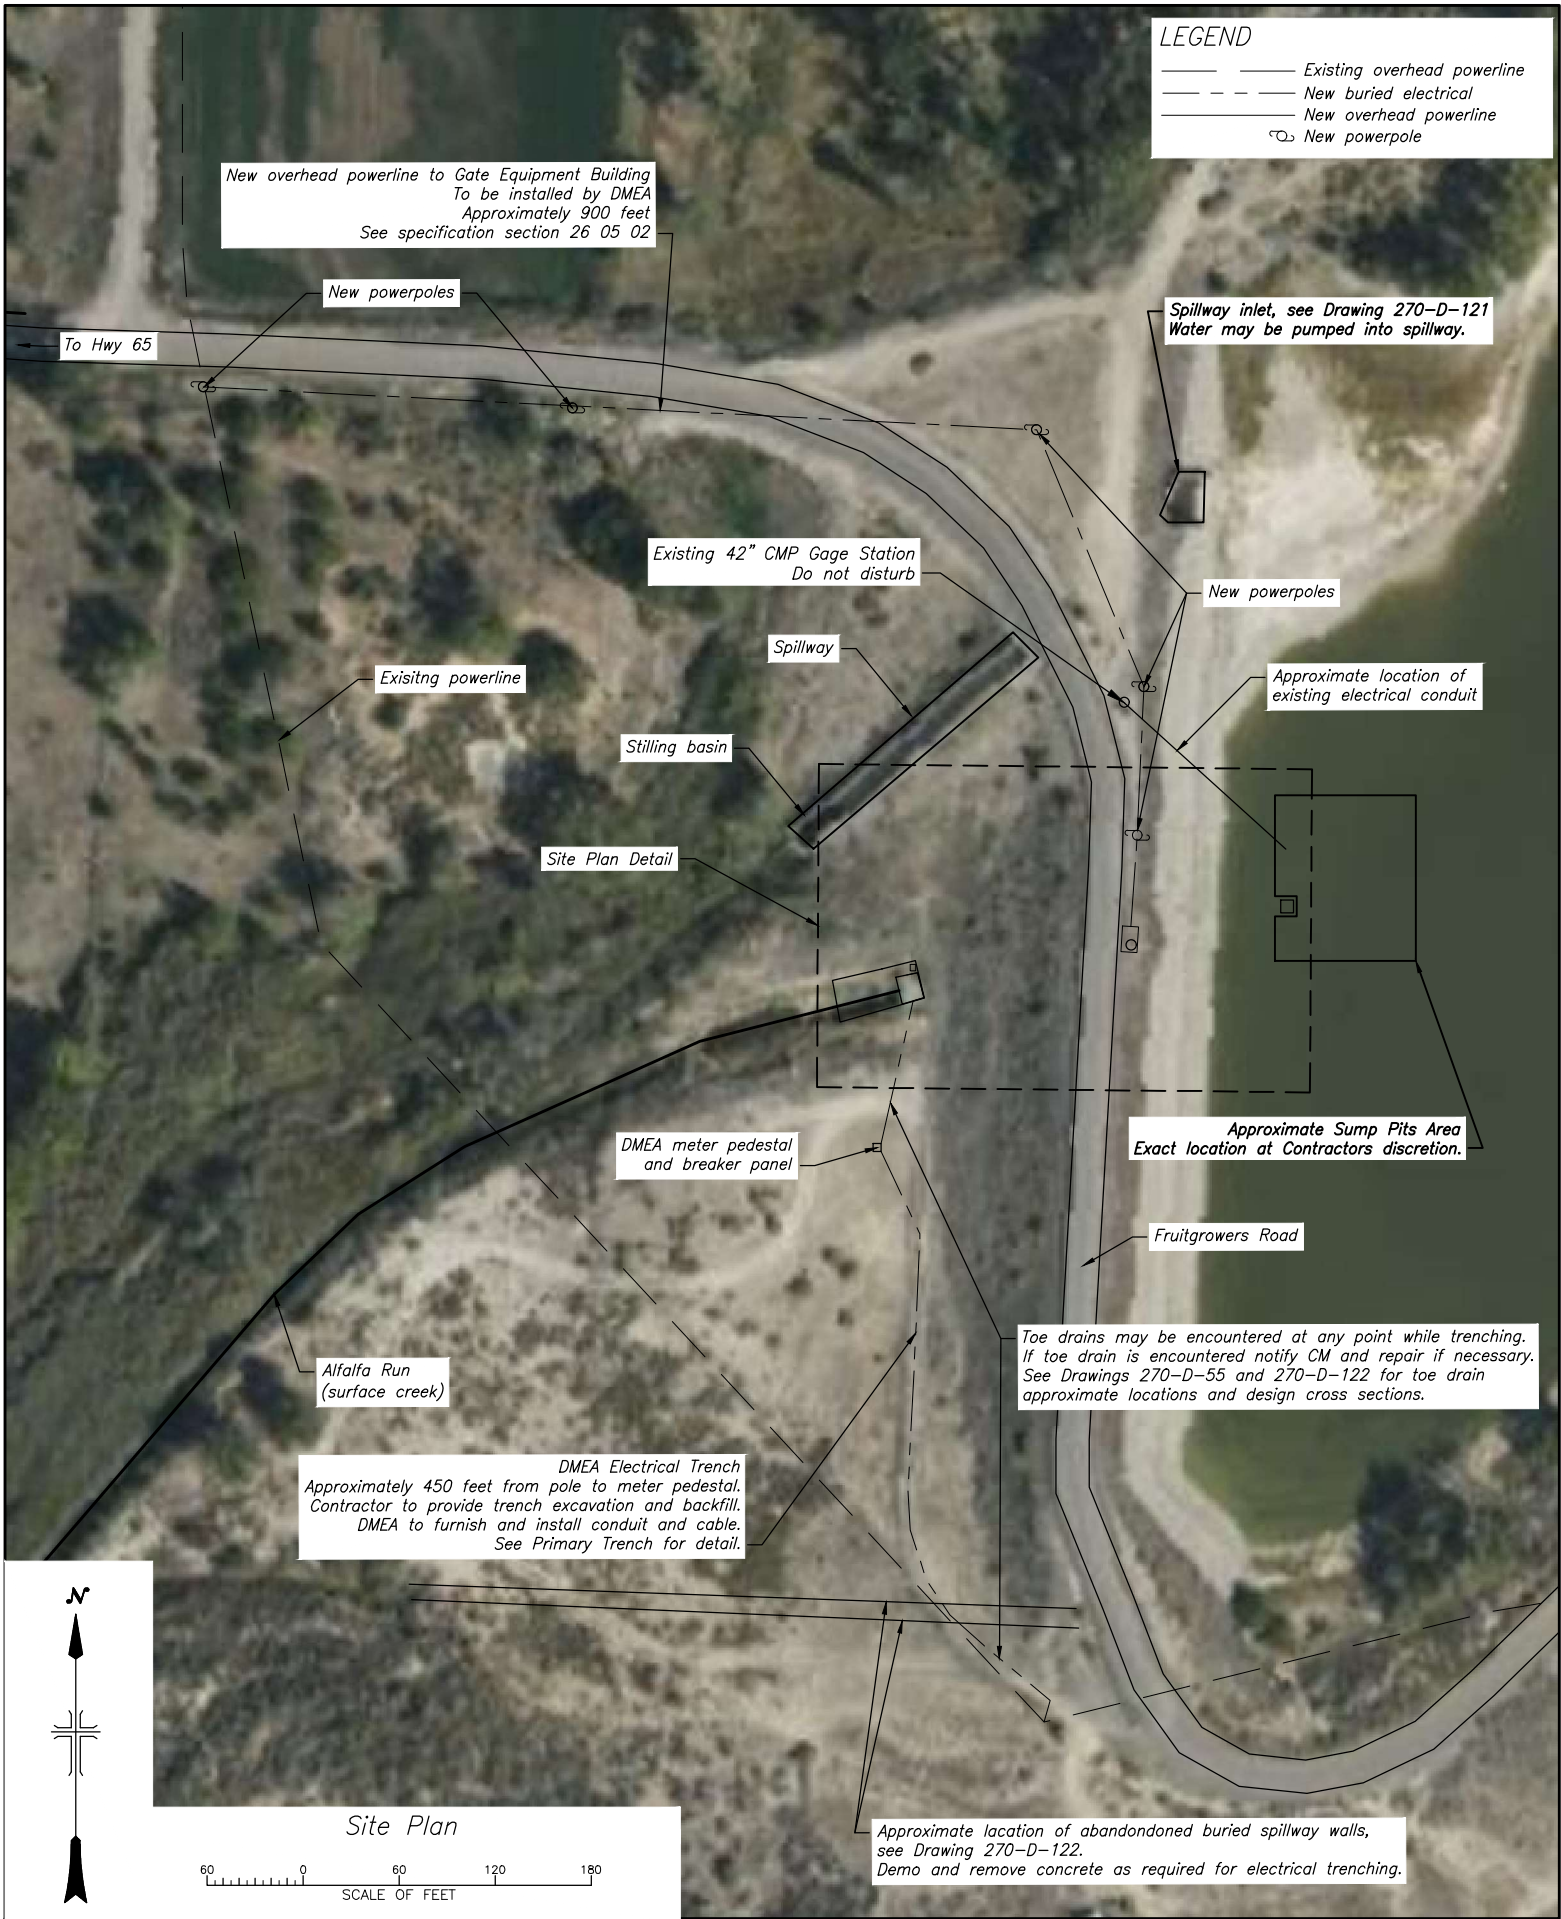 LEGEND
Existing overhead powerline
New buried electrical
New overhead powerline
New powerpole
New overhead powerline to Gate Equipment Building
To be installed by DMEA
Approximately 900 feet
See specification section 26 05 02
New powerpoles
To Hwy 65
Spillway inlet, see Drawing 270-D-121
Water may be pumped into spillway.
Existing 42" CMP Gage Station
Do not disturb
New powerpoles
Spillway
Exisitng powerline
Approximate location of
existing electrical conduit
Stilling basin
Site Plan Detail
Approximate Sump Pits Area
Exact location at Contractors discretion.
DMEA meter pedestal
and breaker panel
Fruitgrowers Road
Toe drains may be encountered at any point while trenching.
If toe drain is encountered notify CM and repair if necessary.
See Drawings 270-D-55 and 270-D-122 for toe drain
approximate locations and design cross sections.
Alfalfa Run
(surface creek)
DMEA Electrical Trench
Approximately 450 feet from pole to meter pedestal.
Contractor to provide trench excavation and backfill.
DMEA to furnish and install conduit and cable.
See Primary Trench for detail.
N
Site Plan
60 0 60 120 180
SCALE OF FEET
Approximate lacation of abandondoned buried spillway walls,
see Drawing 270-D-122.
Demo and remove concrete as required for electrical trenching.